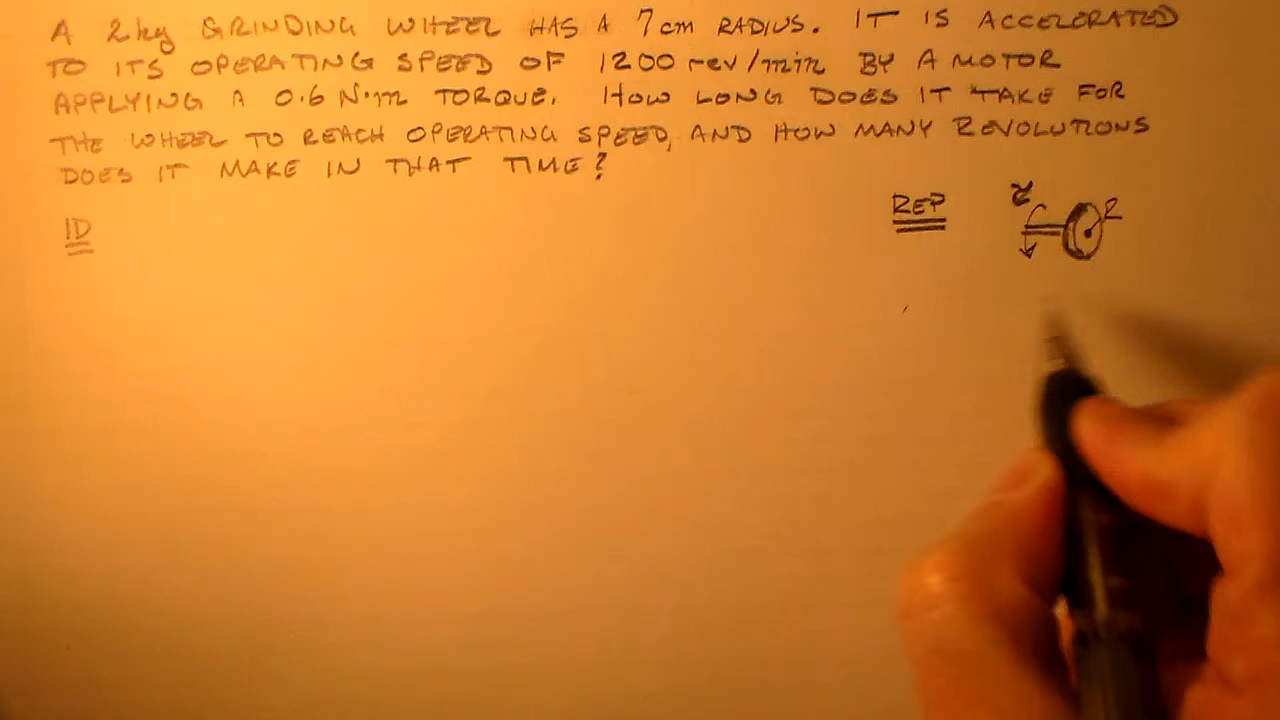 A 2kg GRINDING WHEEL HAS A 7cm RADIUS. IT IS ACCELERATED
TO ITS OPERATING SPEED OF 1200 rev/min BY A MOTOR
APPLYING A 0.6 N·m TORQUE. HOW LONG DOES IT TAKE FOR
THE WHEEL TO REACH OPERATING SPEED, AND HOW MANY REVOLUTIONS
DOES IT MAKE IN THAT TIME?
ID
REP
τ
R